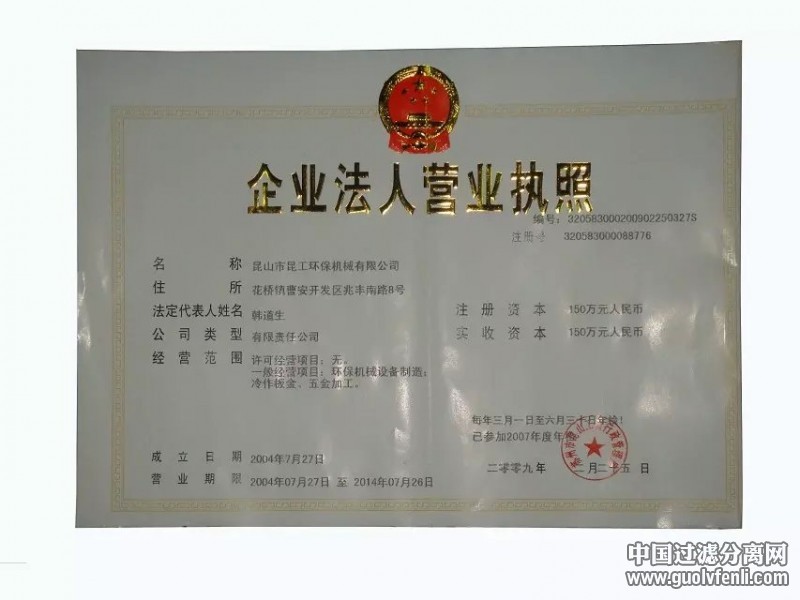 企业法人营业执照
编号：320583000200902250327S
注册号 320583000088776
名称 昆山市昆工环保机械有限公司
住所 花桥镇曹安开发区兆丰南路8号
法定代表人姓名 韩通生
注册资本 150万元人民币
公司类型 有限责任公司
实收资本 150万元人民币
经营范围 许可经营项目：无。
一般经营项目：环保机械设备制造；
冷作板金、五金加工。
每年三月一日至六月三十日年检！
已参加2007年度年
成立日期 2004年7月27日
二零零九年 二月二十五日
营业期限 2004年07月27日 至 2014年07月26日
中国过滤分离网
www.guolvfenli.com